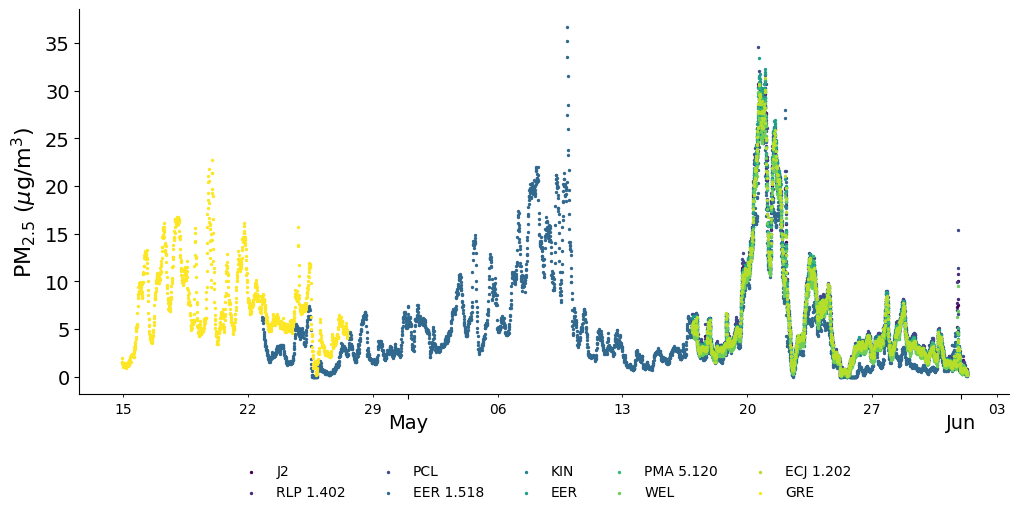 PM2.5 (μg/m3)
35
30
25
20
15
10
5
0
15 22 29 06 13 20 27 03
May Jun
J2 PCL KIN PMA 5.120 ECJ 1.202
RLP 1.402 EER 1.518 EER WEL GRE